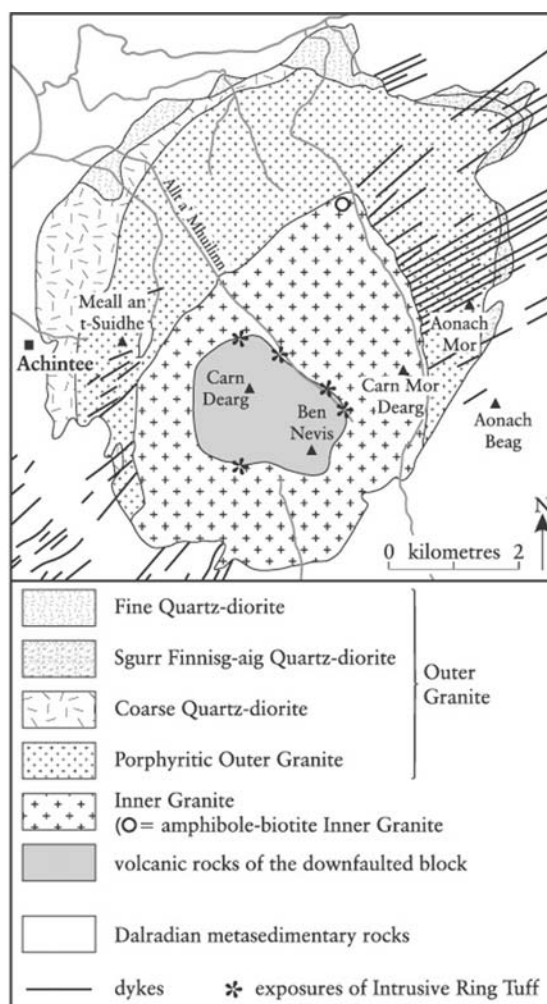 Allt a' Mhuilinn
Meall an
t-Suidhe
Achintee
Carn
Dearg
Ben
Nevis
Carn Mor
Dearg
Aonach
Mor
Aonach
Beag
N
0 kilometres 2
Fine Quartz-diorite
Sgurr Finnisg-aig Quartz-diorite
Coarse Quartz-diorite
Porphyritic Outer Granite
Outer
Granite
Inner Granite
(O= amphibole-biotite Inner Granite
volcanic rocks of the downfaulted block
Dalradian metasedimentary rocks
dykes
exposures of Intrusive Ring Tuff